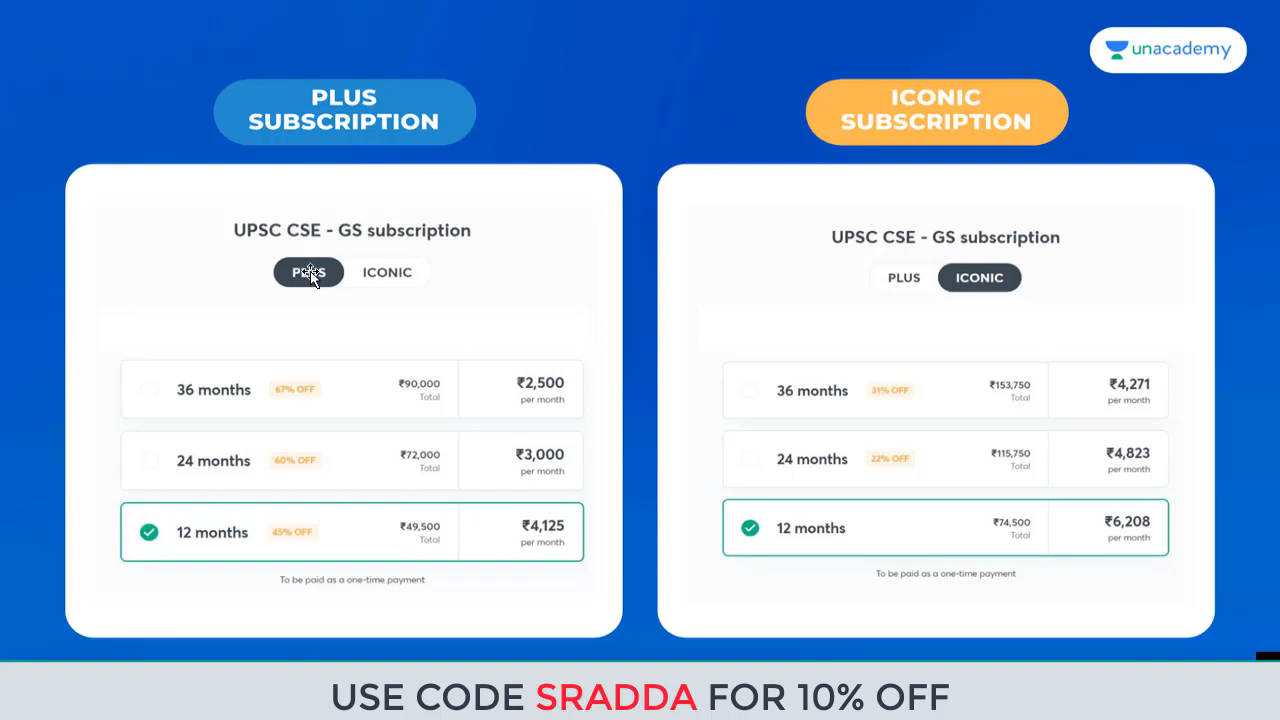 unacademy
PLUS
SUBSCRIPTION
UPSC CSE - GS subscription
PLUS ICONIC
36 months 67% OFF ₹90,000 Total ₹2,500 per month
24 months 60% OFF ₹72,000 Total ₹3,000 per month
12 months 45% OFF ₹49,500 Total ₹4,125 per month
To be paid as a one-time payment
ICONIC
SUBSCRIPTION
UPSC CSE - GS subscription
PLUS ICONIC
36 months 31% OFF ₹153,750 Total ₹4,271 per month
24 months 22% OFF ₹115,750 Total ₹4,823 per month
12 months ₹74,500 Total ₹6,208 per month
To be paid as a one-time payment
USE CODE SRADDA FOR 10% OFF